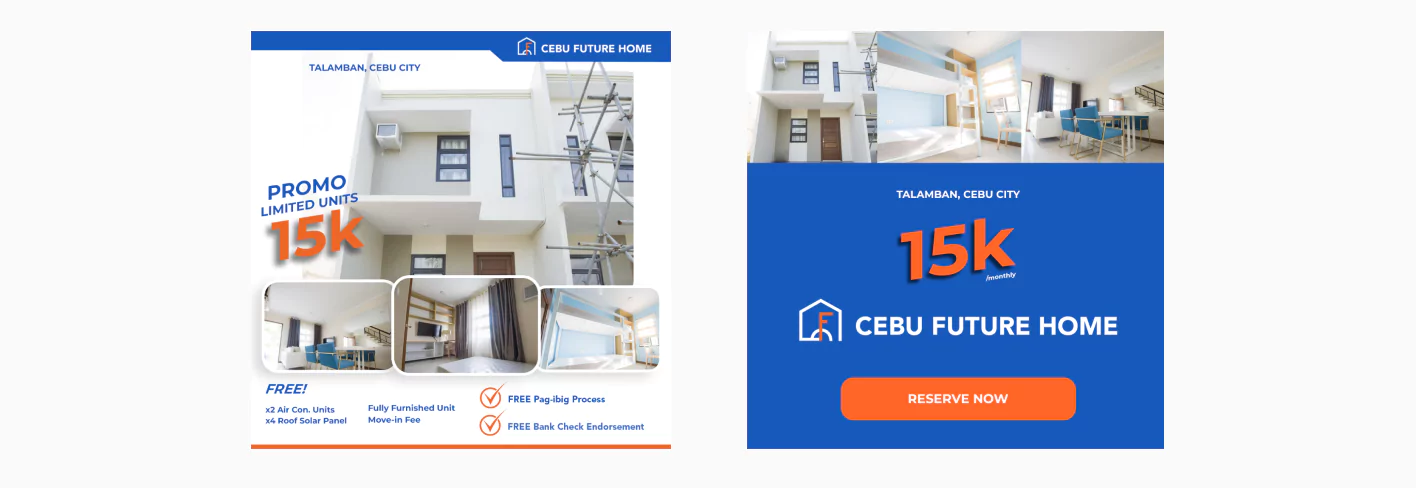 CEBU FUTURE HOME
TALAMBAN, CEBU CITY
PROMO
LIMITED UNITS
15k
FREE!
x2 Air Con. Units
x4 Roof Solar Panel
Fully Furnished Unit
Move-in Fee
FREE Pag-ibig Process
FREE Bank Check Endorsement
TALAMBAN, CEBU CITY
15k
/monthly
CEBU FUTURE HOME
RESERVE NOW